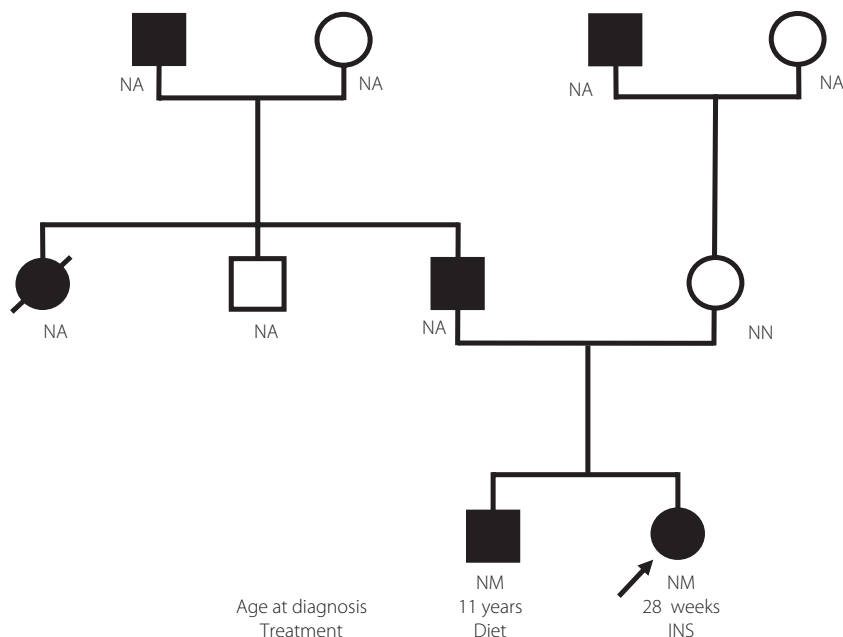 NA NA NA NA
NA NA NA NN
NM NM
Age at diagnosis 11 years 28 weeks
Treatment Diet INS